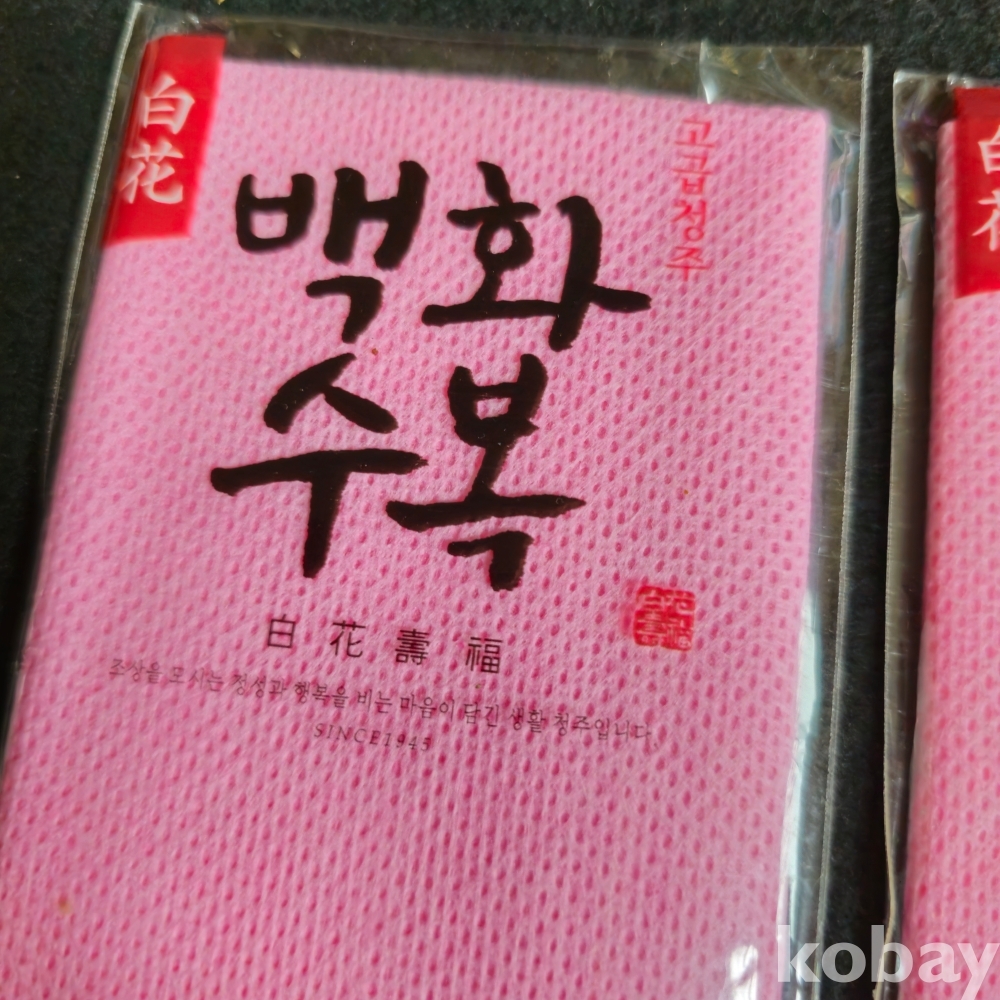 白花
고급청주
백화
수복
白花壽福
조상을 모시는 정성과 행복을 비는 마음이 담긴 생활 청주입니다
SINCE1945
白花
kobay